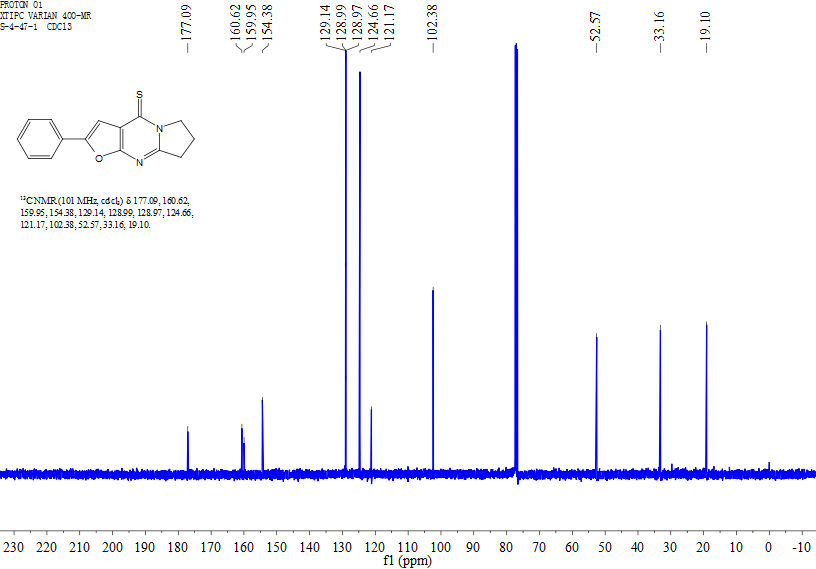 PROTON 01
XTIPC VARIAN 400-MR
S-4-47-1 CDCl3
177.09
160.62
159.95
154.38
129.14
128.99
128.97
124.66
121.17
102.38
52.57
33.16
19.10
S
N
O
N
¹³C NMR (101 MHz, cdcl₃) δ 177.09, 160.62,
159.95, 154.38, 129.14, 128.99, 128.97, 124.66,
121.17, 102.38, 52.57, 33.16, 19.10.
230 220 210 200 190 180 170 160 150 140 130 120 110 100 90 80 70 60 50 40 30 20 10 0 -10
f1 (ppm)